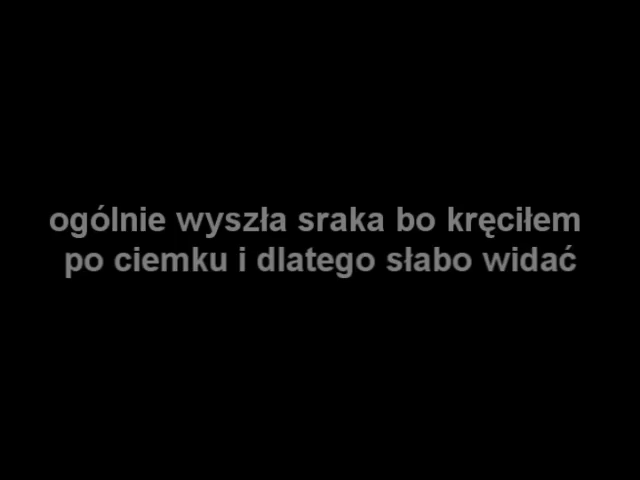 ogólnie wyszła sraka bo kręciłem
po ciemku i dlatego słabo widać